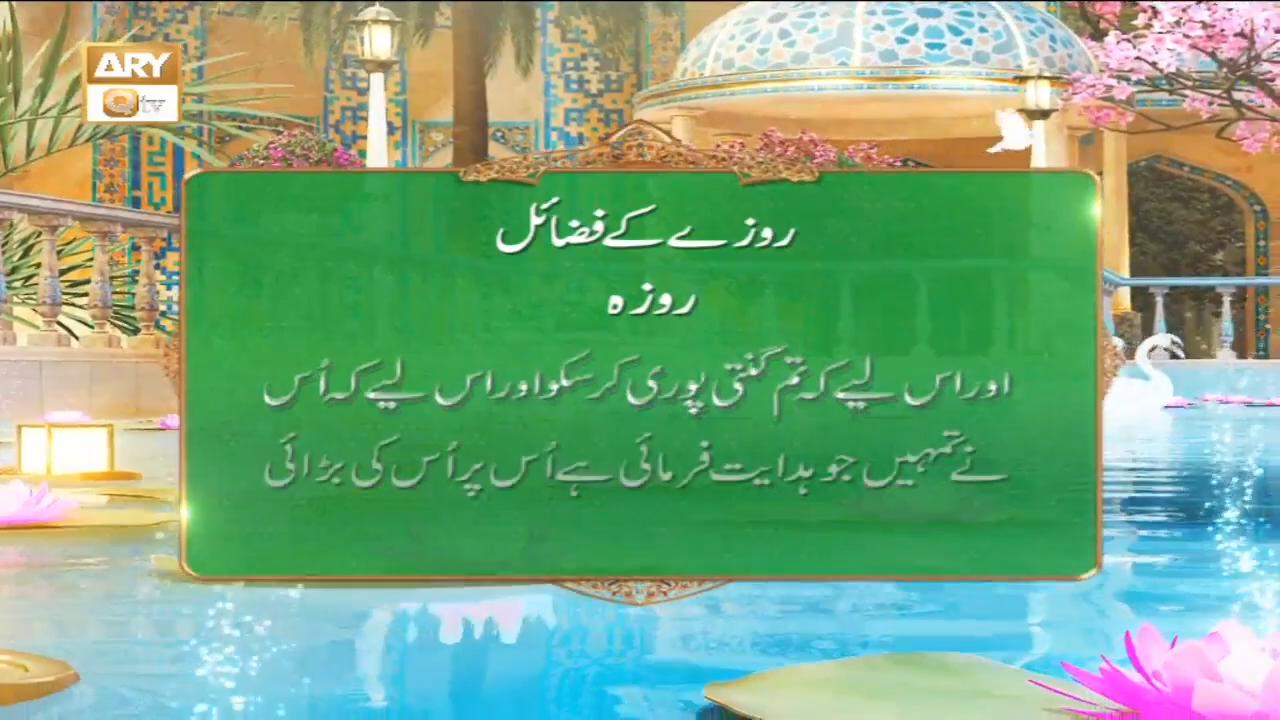 ARY
Qtv
روزے کے فضائل
روزہ
اور اس لیے کہ تم گنتی پوری کر سکو اور اس لیے کہ اُس
نے تمہیں جو ہدایت فرمائی ہے اُس پر اُس کی بڑائی